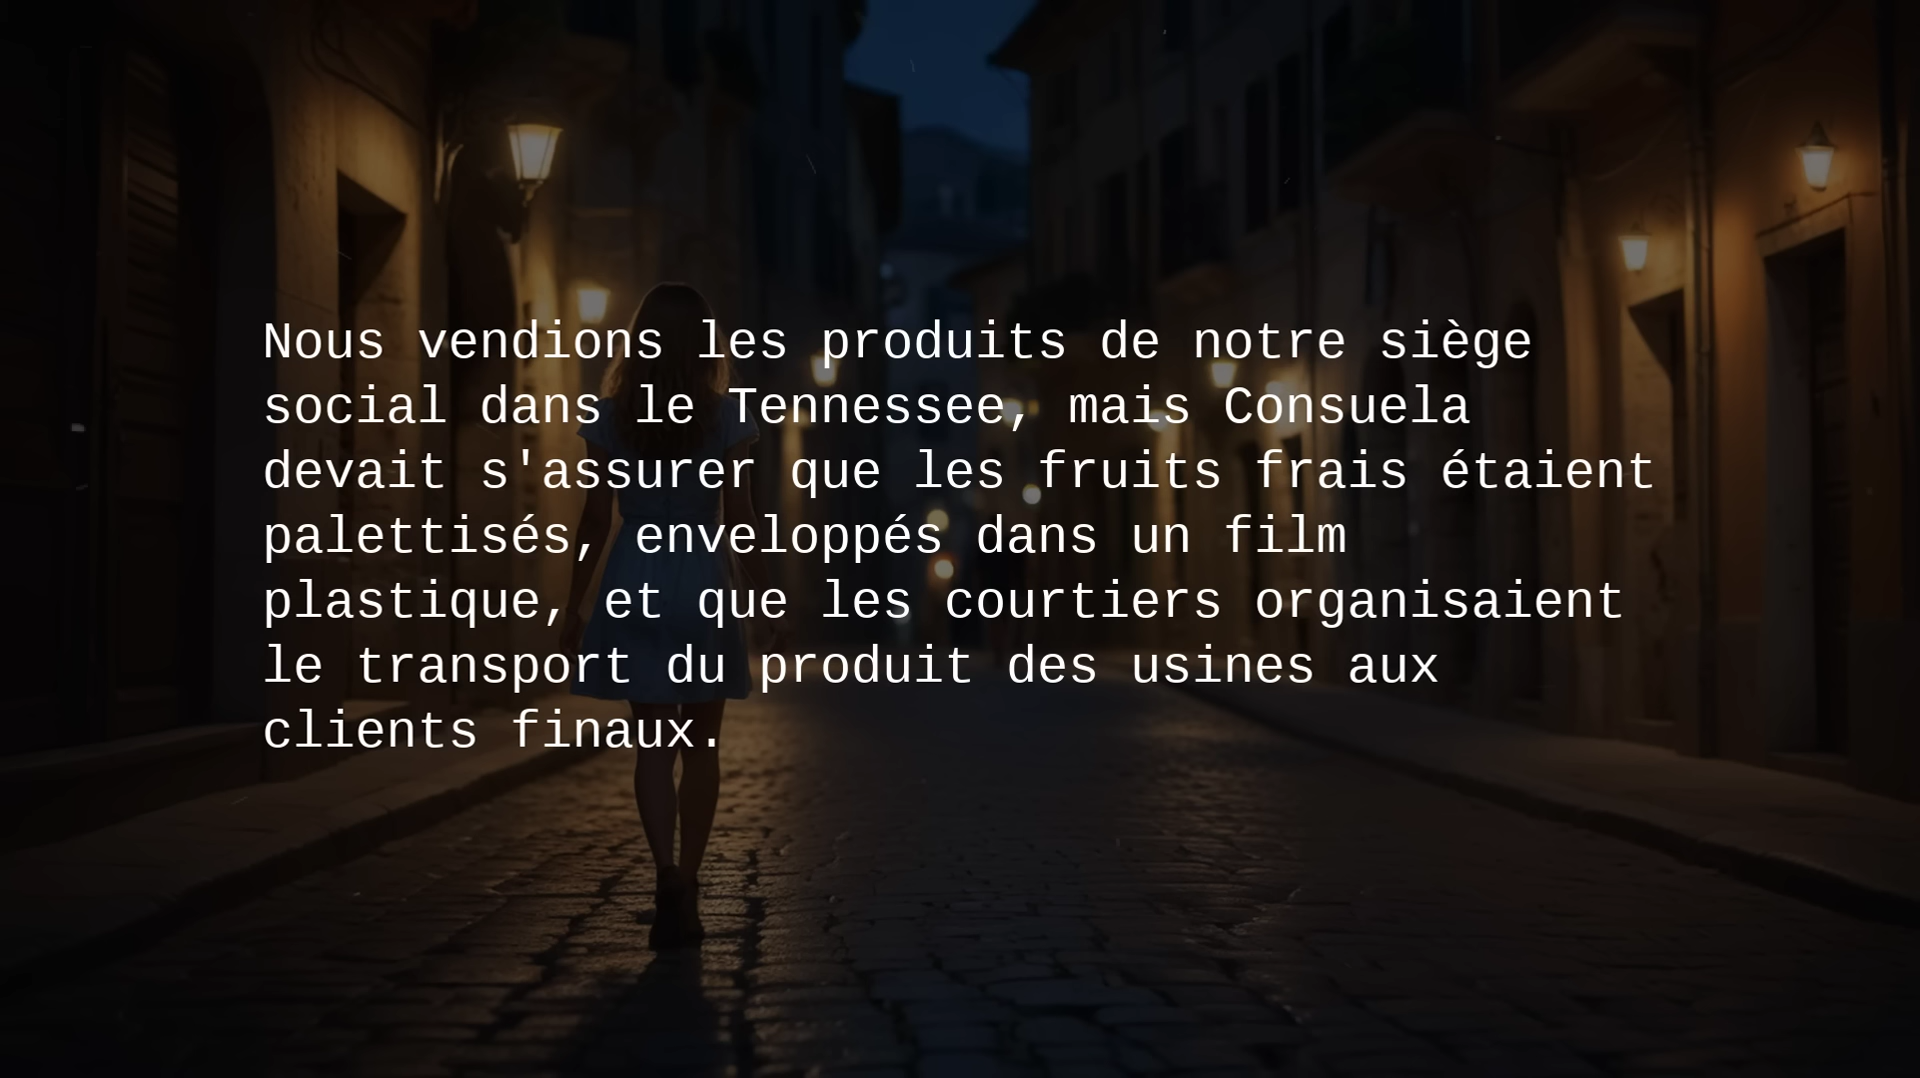 Nous vendions les produits de notre siège
social dans le Tennessee, mais Consuela
devait s'assurer que les fruits frais étaient
palettisés, enveloppés dans un film
plastique, et que les courtiers organisaient
le transport du produit des usines aux
clients finaux.